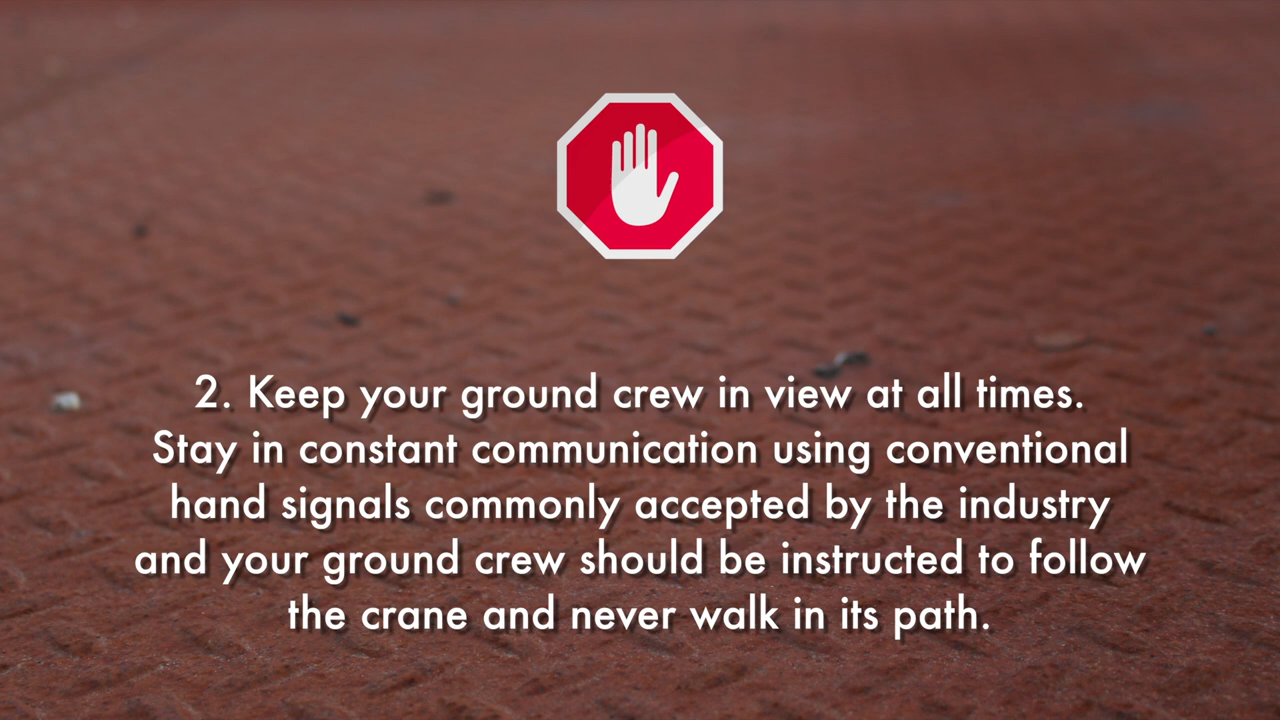 2. Keep your ground crew in view at all times.
Stay in constant communication using conventional
hand signals commonly accepted by the industry
and your ground crew should be instructed to follow
the crane and never walk in its path.